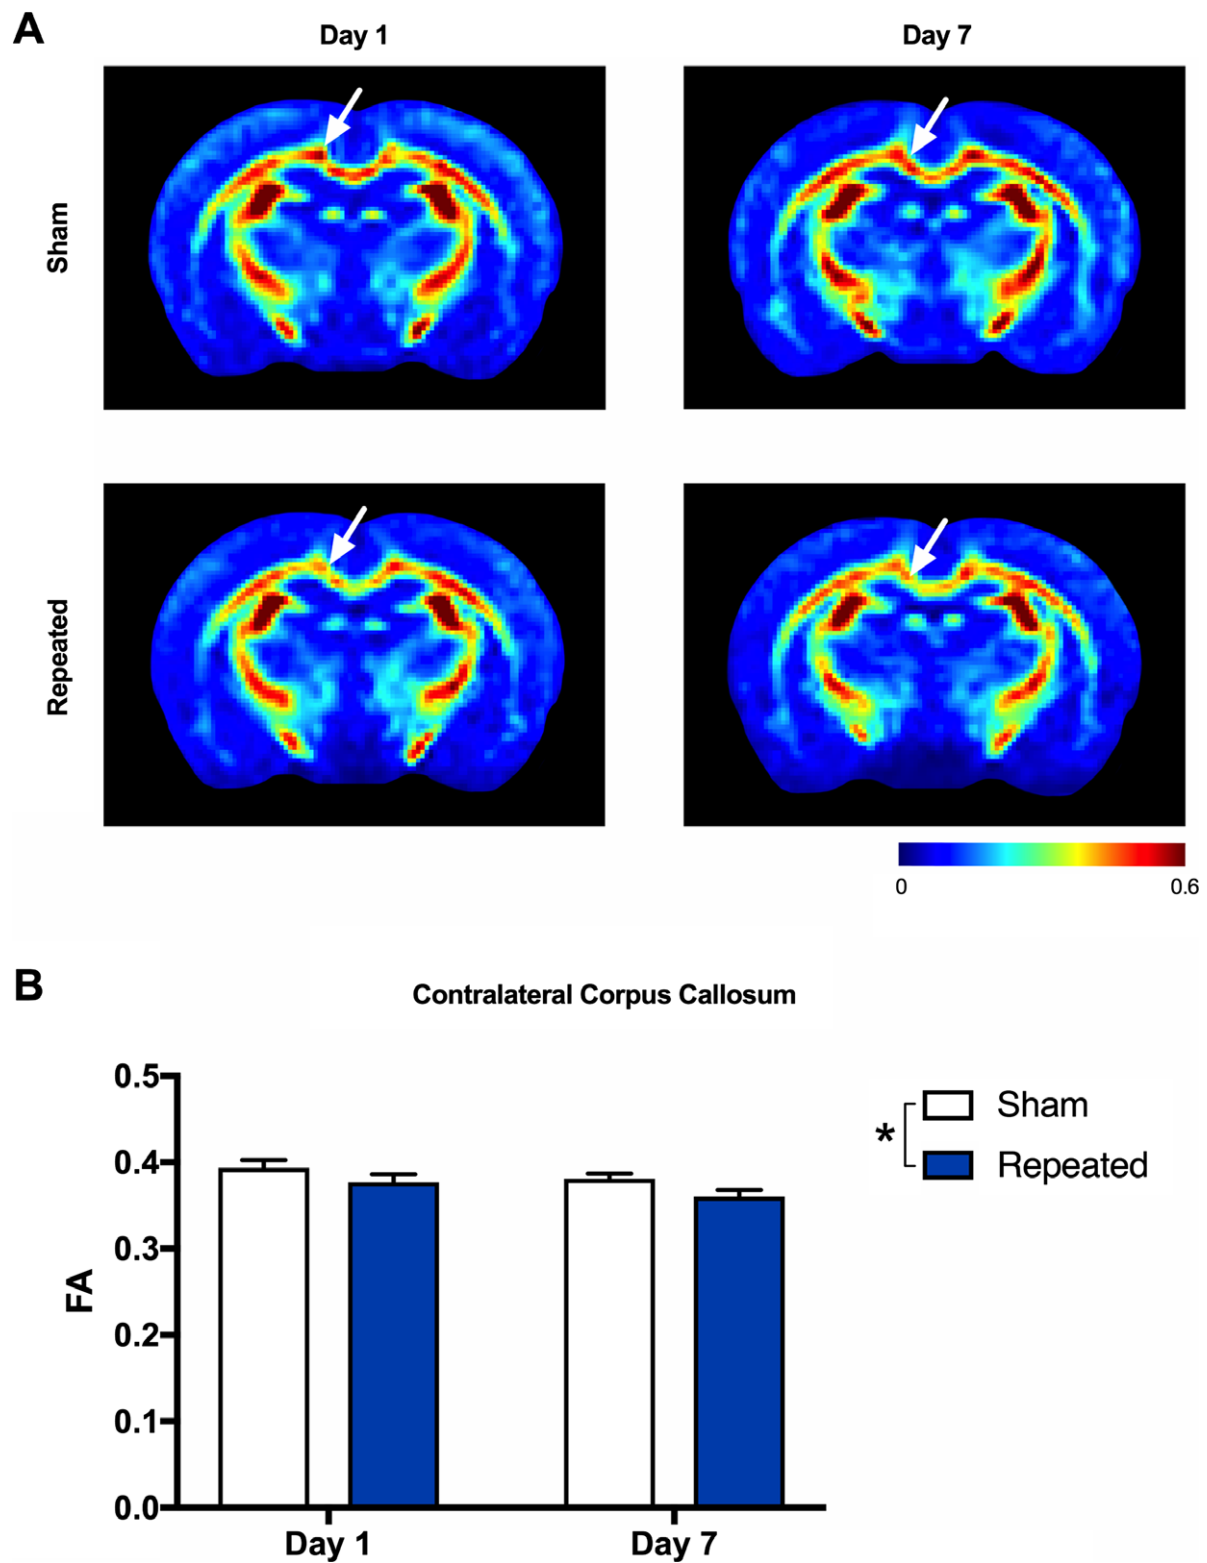 A
Day 1
Day 7
Sham
Repeated
0
0.6
B
Contralateral Corpus Callosum
0.5
0.4
0.3
0.2
0.1
0.0
FA
Day 1
Day 7
*
Sham
Repeated